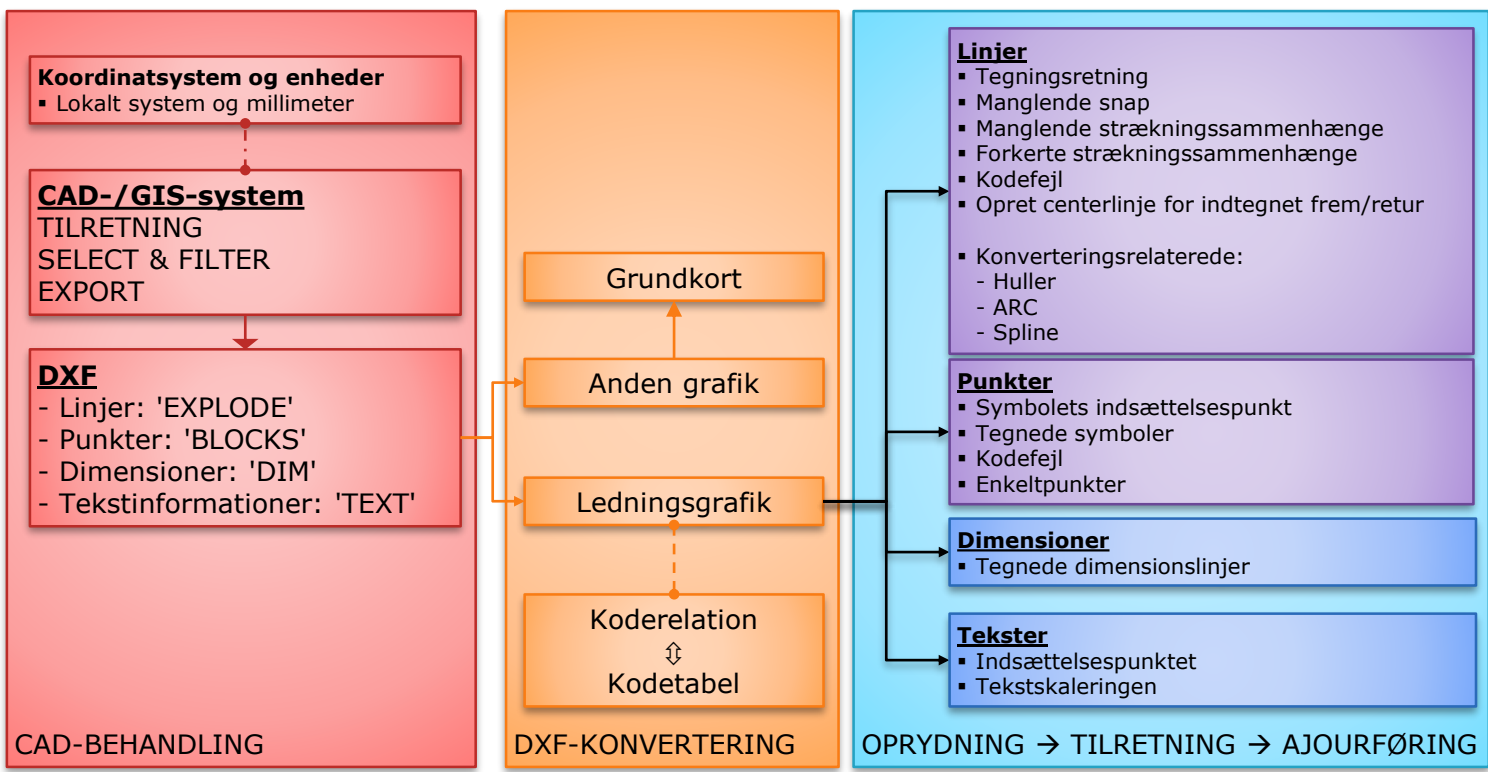 Koordinatsystem og enheder
▪ Lokalt system og millimeter
CAD-/GIS-system
TILRETNING
SELECT & FILTER
EXPORT
DXF
- Linjer: 'EXPLODE'
- Punkter: 'BLOCKS'
- Dimensioner: 'DIM'
- Tekstinformationer: 'TEXT'
CAD-BEHANDLING
Grundkort
Anden grafik
Ledningsgrafik
Koderelation
⇳
Kodetabel
DXF-KONVERTERING
Linjer
▪ Tegningsretning
▪ Manglende snap
▪ Manglende strækningssammenhænge
▪ Forkerte strækningssammenhænge
▪ Kodefejl
▪ Opret centerlinje for indtegnet frem/retur
▪ Konverteringsrelaterede:
- Huller
- ARC
- Spline
Punkter
▪ Symbolets indsættelsespunkt
▪ Tegnede symboler
▪ Kodefejl
▪ Enkeltpunkter
Dimensioner
▪ Tegnede dimensionslinjer
Tekster
▪ Indsættelsespunktet
▪ Tekstskaleringen
OPRYDNING → TILRETNING → AJOURFØRING